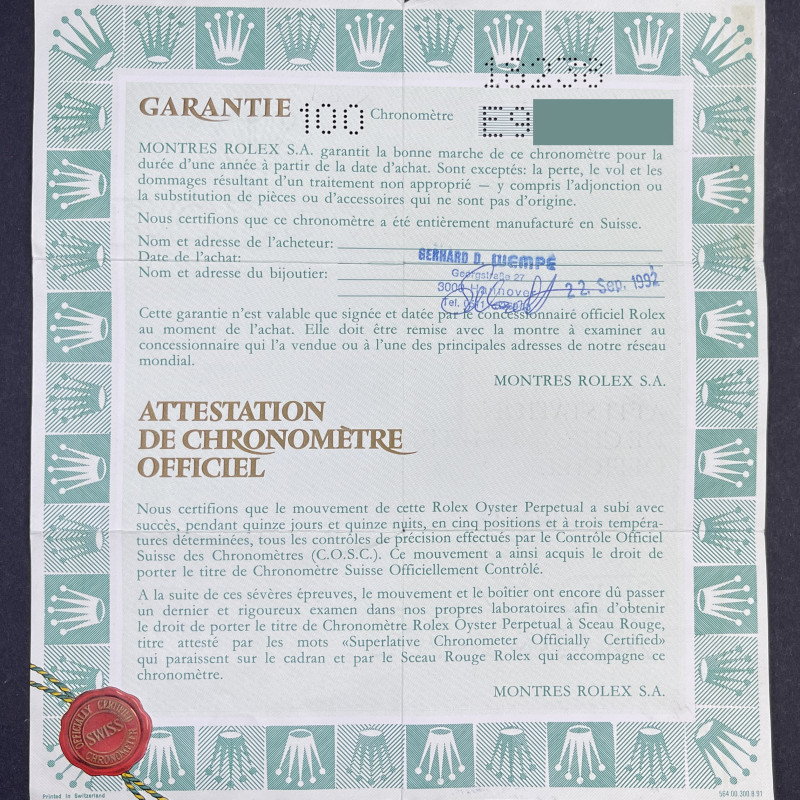 18238
GARANTIE 100 Chronomètre E9
MONTRES ROLEX S.A. garantit la bonne marche de ce chronomètre pour la
durée d'une année à partir de la date d'achat. Sont exceptés: la perte, le vol et les
dommages résultant d'un traitement non approprié — y compris l'adjonction ou
la substitution de pièces ou d'accessoires qui ne sont pas d'origine.
Nous certifions que ce chronomètre a été entièrement manufacturé en Suisse.
Nom et adresse de l'acheteur:
Date de l'achat:
Nom et adresse du bijoutier:
GERHARD D. WEMPE
Georgstraße 27
Hannover
Tel.
22. Sep. 1992
Cette garantie n'est valable que signée et datée par le concessionnaire officiel Rolex
au moment de l'achat. Elle doit être remise avec la montre à examiner au
concessionnaire qui l'a vendue ou à l'une des principales adresses de notre réseau
mondial.
MONTRES ROLEX S.A.
ATTESTATION
DE CHRONOMÈTRE
OFFICIEL
Nous certifions que le mouvement de cette Rolex Oyster Perpetual a subi avec
succès, pendant quinze jours et quinze nuits, en cinq positions et à trois tempéra-
tures déterminées, tous les contrôles de précision effectués par le Contrôle Officiel
Suisse des Chronomètres (C.O.S.C.). Ce mouvement a ainsi acquis le droit de
porter le titre de Chronomètre Suisse Officiellement Contrôlé.
A la suite de ces sévères épreuves, le mouvement et le boîtier ont encore dû passer
un dernier et rigoureux examen dans nos propres laboratoires afin d'obtenir
le droit de porter le titre de Chronomètre Rolex Oyster Perpetual à Sceau Rouge,
titre attesté par les mots «Superlative Chronometer Officially Certified»
qui paraissent sur le cadran et par le Sceau Rouge Rolex qui accompagne ce
chronomètre.
MONTRES ROLEX S.A.
OFFICIALLY CERTIFIED
SWISS
CHRONOMETER
Printed in Switzerland
564.00.300.8.91